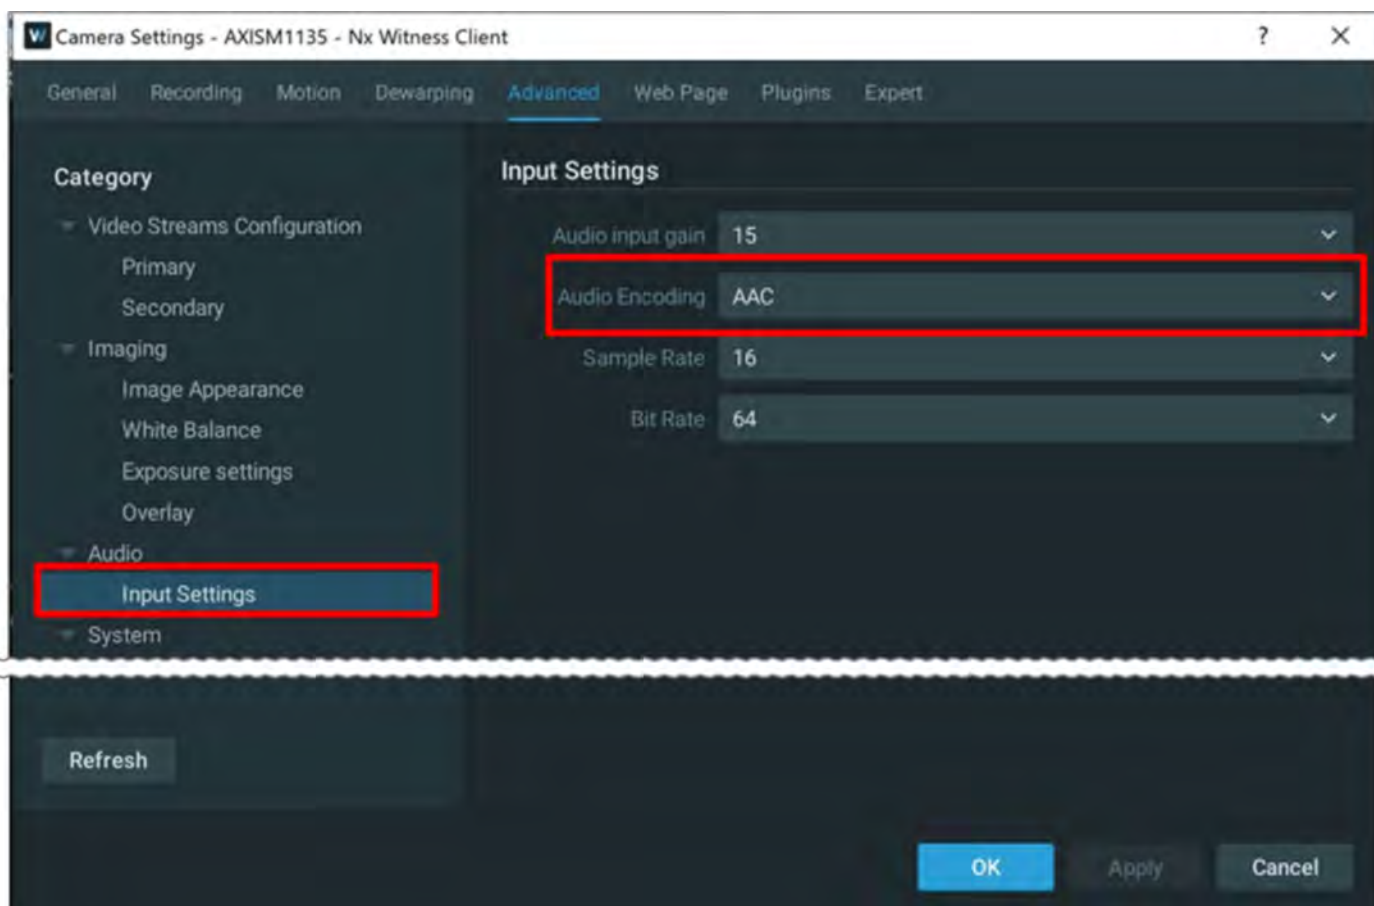 W Camera Settings - AXISM1135 - Nx Witness Client ? ×
General Recording Motion Dewarping Advanced Web Page Plugins Expert
Category
Video Streams Configuration
Primary
Secondary
Imaging
Image Appearance
White Balance
Exposure settings
Overlay
Audio
Input Settings
System
Refresh
Input Settings
Audio input gain 15
Audio Encoding AAC
Sample Rate 16
Bit Rate 64
OK Apply Cancel